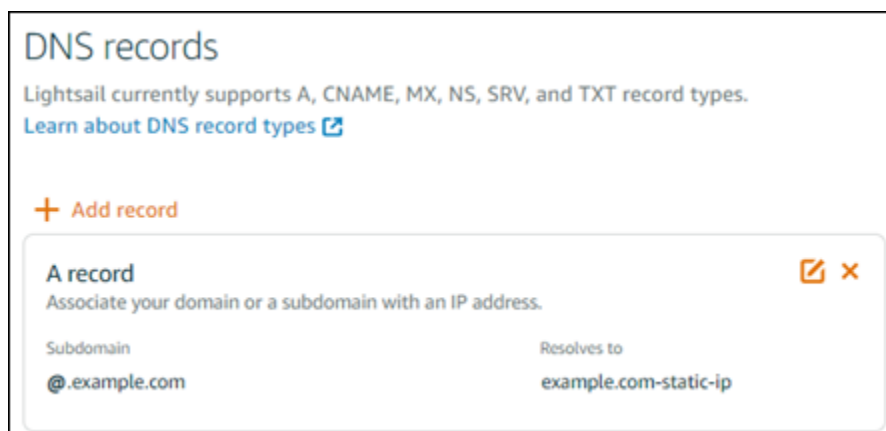 DNS records
Lightsail currently supports A, CNAME, MX, NS, SRV, and TXT record types.
Learn about DNS record types
Add record
A record
Associate your domain or a subdomain with an IP address.
Subdomain
Resolves to
@.example.com
example.com-static-ip